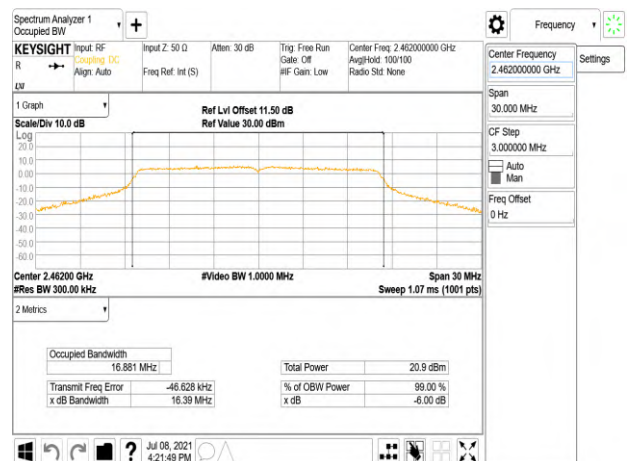 Spectrum Analyzer 1
Occupied BW
+
Frequency
KEYSIGHT
R
Input: RF
Coupling: DC
Align: Auto
Input Z: 50 Ω
Freq Ref: Int (S)
Atten: 30 dB
Trig: Free Run
Gate: Off
#IF Gain: Low
Center Freq: 2.462000000 GHz
Avg|Hold: 100/100
Radio Std: None
Center Frequency
2.462000000 GHz
Settings
Span
30.000 MHz
CF Step
3.000000 MHz
Auto
Man
Freq Offset
0 Hz
1 Graph
Scale/Div 10.0 dB
Ref Lvl Offset 11.50 dB
Ref Value 30.00 dBm
Log
20.0
10.0
0.00
-10.0
-20.0
-30.0
-40.0
-50.0
-60.0
Center 2.46200 GHz
#Res BW 300.00 kHz
#Video BW 1.0000 MHz
Span 30 MHz
Sweep 1.07 ms (1001 pts)
2 Metrics
Occupied Bandwidth
16.881 MHz
Total Power 20.9 dBm
Transmit Freq Error -46.628 kHz
% of OBW Power 99.00 %
x dB Bandwidth 16.39 MHz
x dB -6.00 dB
?
Jul 08, 2021
4:21:49 PM